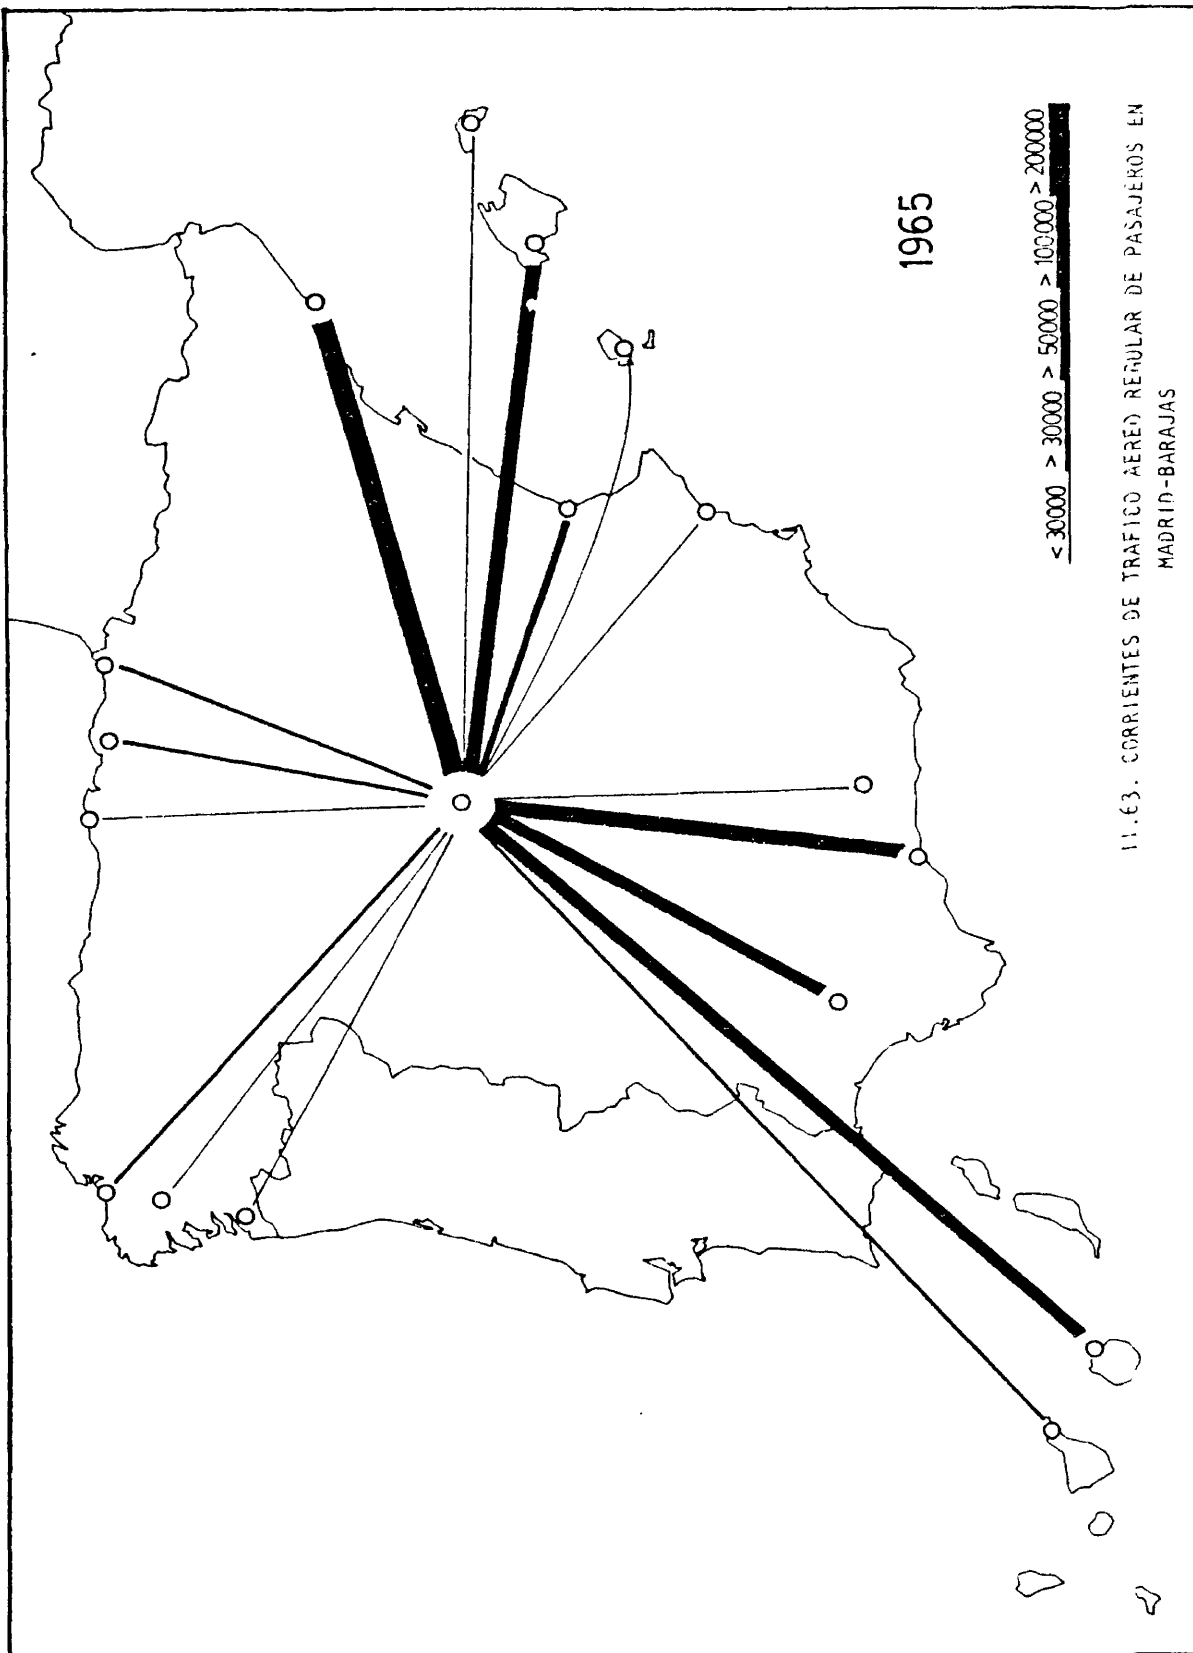 1965
< 30000 > 30000 > 50000 > 100000 > 200000
11.63. CORRIENTES DE TRAFICO AEREO REGULAR DE PASAJEROS EN
MADRID-BARAJAS